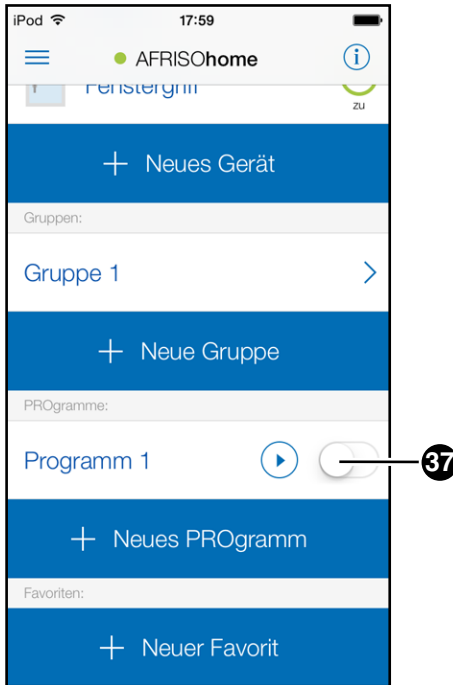 iPod 17:59
AFRISOhome
Fenstergriff
zu
+ Neues Gerät
Gruppen:
Gruppe 1
+ Neue Gruppe
PROgramme:
Programm 1
37
+ Neues PROgramm
Favoriten:
+ Neuer Favorit